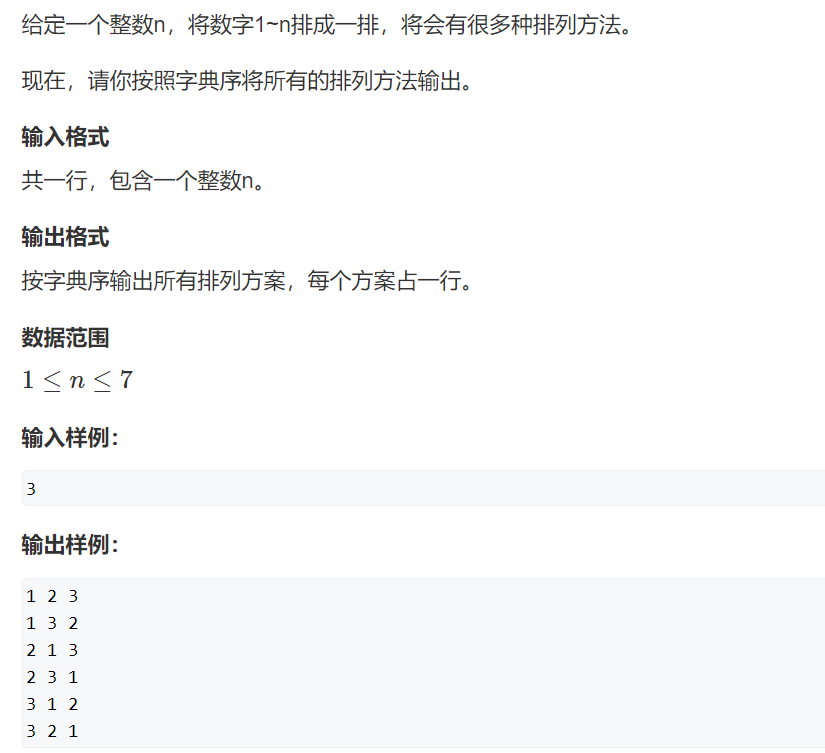 给定一个整数n，将数字1~n排成一排，将会有很多种排列方法。
现在，请你按照字典序将所有的排列方法输出。
输入格式
共一行，包含一个整数n。
输出格式
按字典序输出所有排列方案，每个方案占一行。
数据范围
1 ≤ n ≤ 7
输入样例：
3
输出样例：
1 2 3
1 3 2
2 1 3
2 3 1
3 1 2
3 2 1